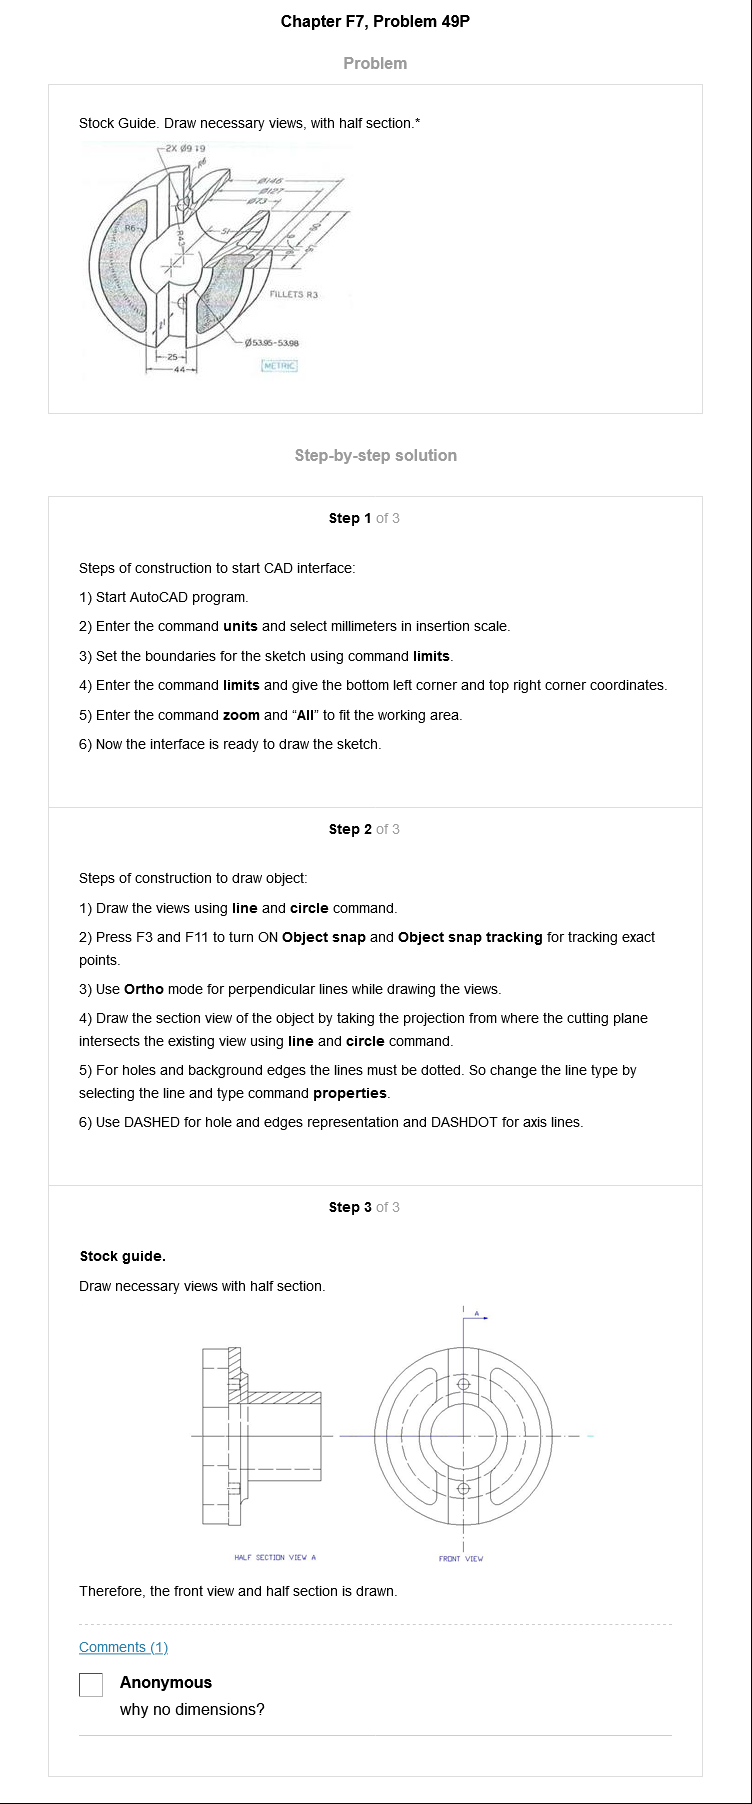 Chapter F7, Problem 49P
Problem
Stock Guide. Draw necessary views, with half section.*
R6
Ø146
Ø127
Ø73
R6
R43
51
FILLETS R3
21
Ø53.95-53.98
25
44
METRIC
Step-by-step solution
Step 1 of 3
Steps of construction to start CAD interface:
1) Start AutoCAD program.
2) Enter the command units and select millimeters in insertion scale.
3) Set the boundaries for the sketch using command limits.
4) Enter the command limits and give the bottom left corner and top right corner coordinates.
5) Enter the command zoom and “All” to fit the working area.
6) Now the interface is ready to draw the sketch.
Step 2 of 3
Steps of construction to draw object:
1) Draw the views using line and circle command.
2) Press F3 and F11 to turn ON Object snap and Object snap tracking for tracking exact
points.
3) Use Ortho mode for perpendicular lines while drawing the views.
4) Draw the section view of the object by taking the projection from where the cutting plane
intersects the existing view using line and circle command.
5) For holes and background edges the lines must be dotted. So change the line type by
selecting the line and type command properties.
6) Use DASHED for hole and edges representation and DASHDOT for axis lines.
Step 3 of 3
Stock guide.
Draw necessary views with half section.
A
HALF SECTION VIEW A
FRONT VIEW
Therefore, the front view and half section is drawn.
Comments (1)
Anonymous
why no dimensions?